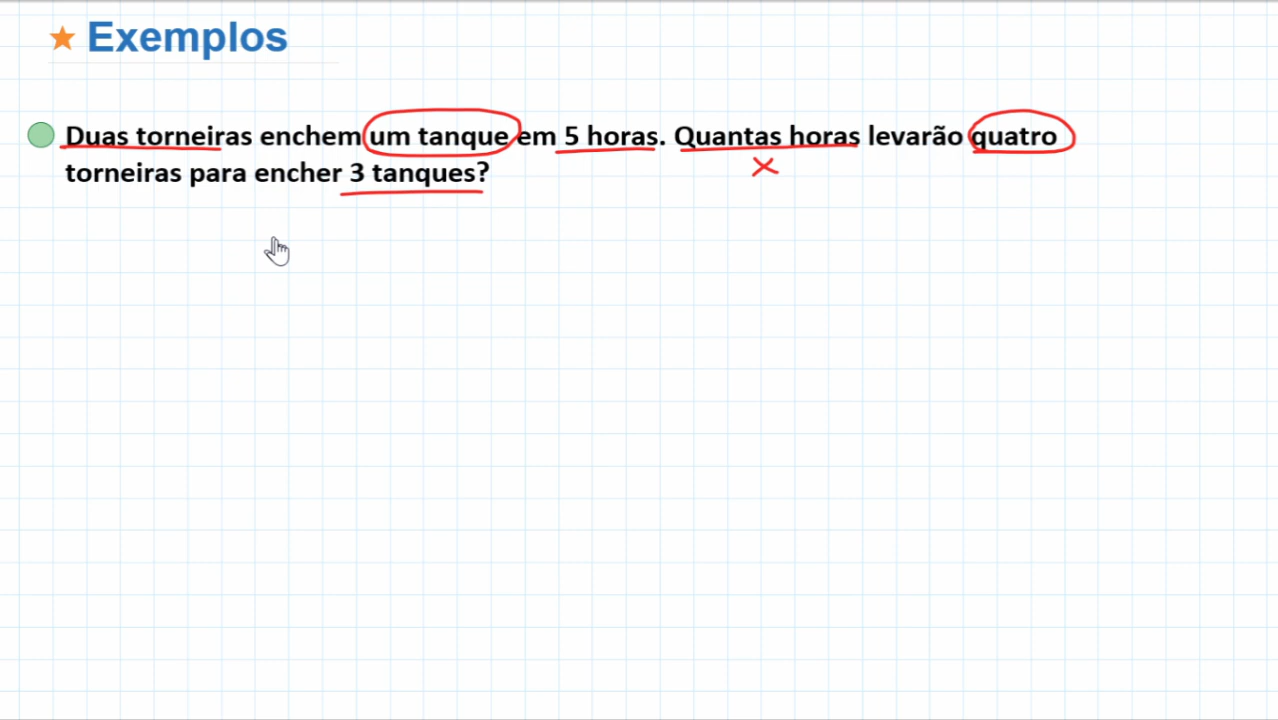 Exemplos
Duas torneiras enchem um tanque em 5 horas. Quantas horas levarão quatro
x
torneiras para encher 3 tanques?